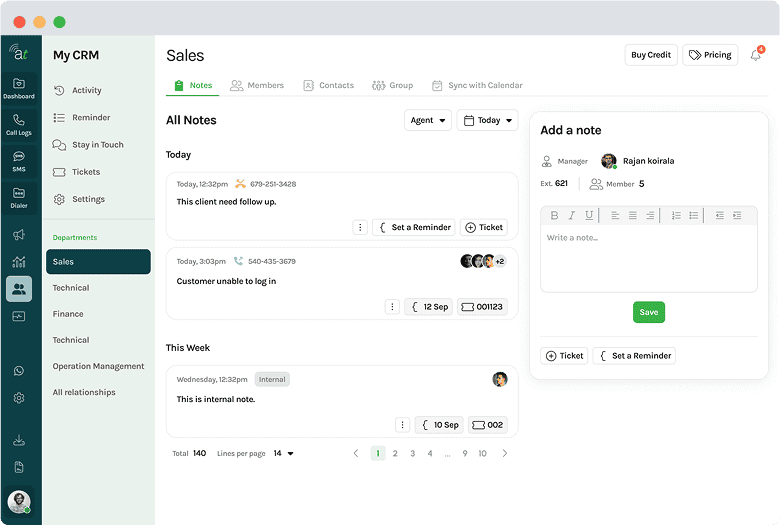 at
Dashboard
Call Logs
SMS
Dialer
My CRM
Activity
Reminder
Stay in Touch
Tickets
Settings
Departments
Sales
Technical
Finance
Technical
Operation Management
All relationships
Sales
Buy Credit
Pricing
4
Notes
Members
Contacts
Group
Sync with Calendar
All Notes
Agent
Today
Today
Today, 12:32pm 679-251-3428
This client need follow up.
Set a Reminder
Ticket
Today, 3:03pm 540-435-3679
+2
Customer unable to log in
12 Sep
001123
This Week
Wednesday, 12:32pm Internal
This is internal note.
10 Sep
002
Total 140 Lines per page 14
1 2 3 4 ... 9 10
Add a note
Manager Rajan koirala
Ext. 621 Member 5
B I U
Write a note...
Save
Ticket
Set a Reminder